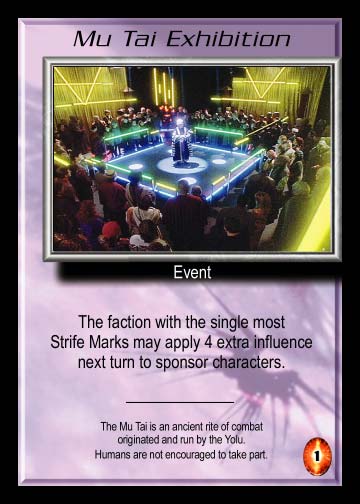 Mu Tai Exhibition
Event
The faction with the single most
Strife Marks may apply 4 extra influence
next turn to sponsor characters.
The Mu Tai is an ancient rite of combat
originated and run by the Yolu.
Humans are not encouraged to take part.
1